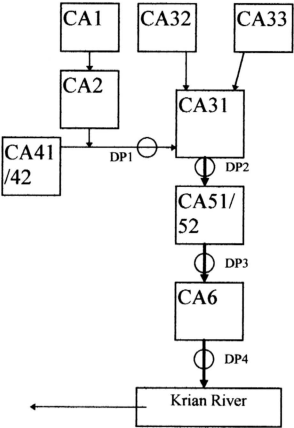 CA1
CA32
CA33
CA2
CA31
CA41
/42
DP1
DP2
CA51/
52
DP3
CA6
DP4
Krian River